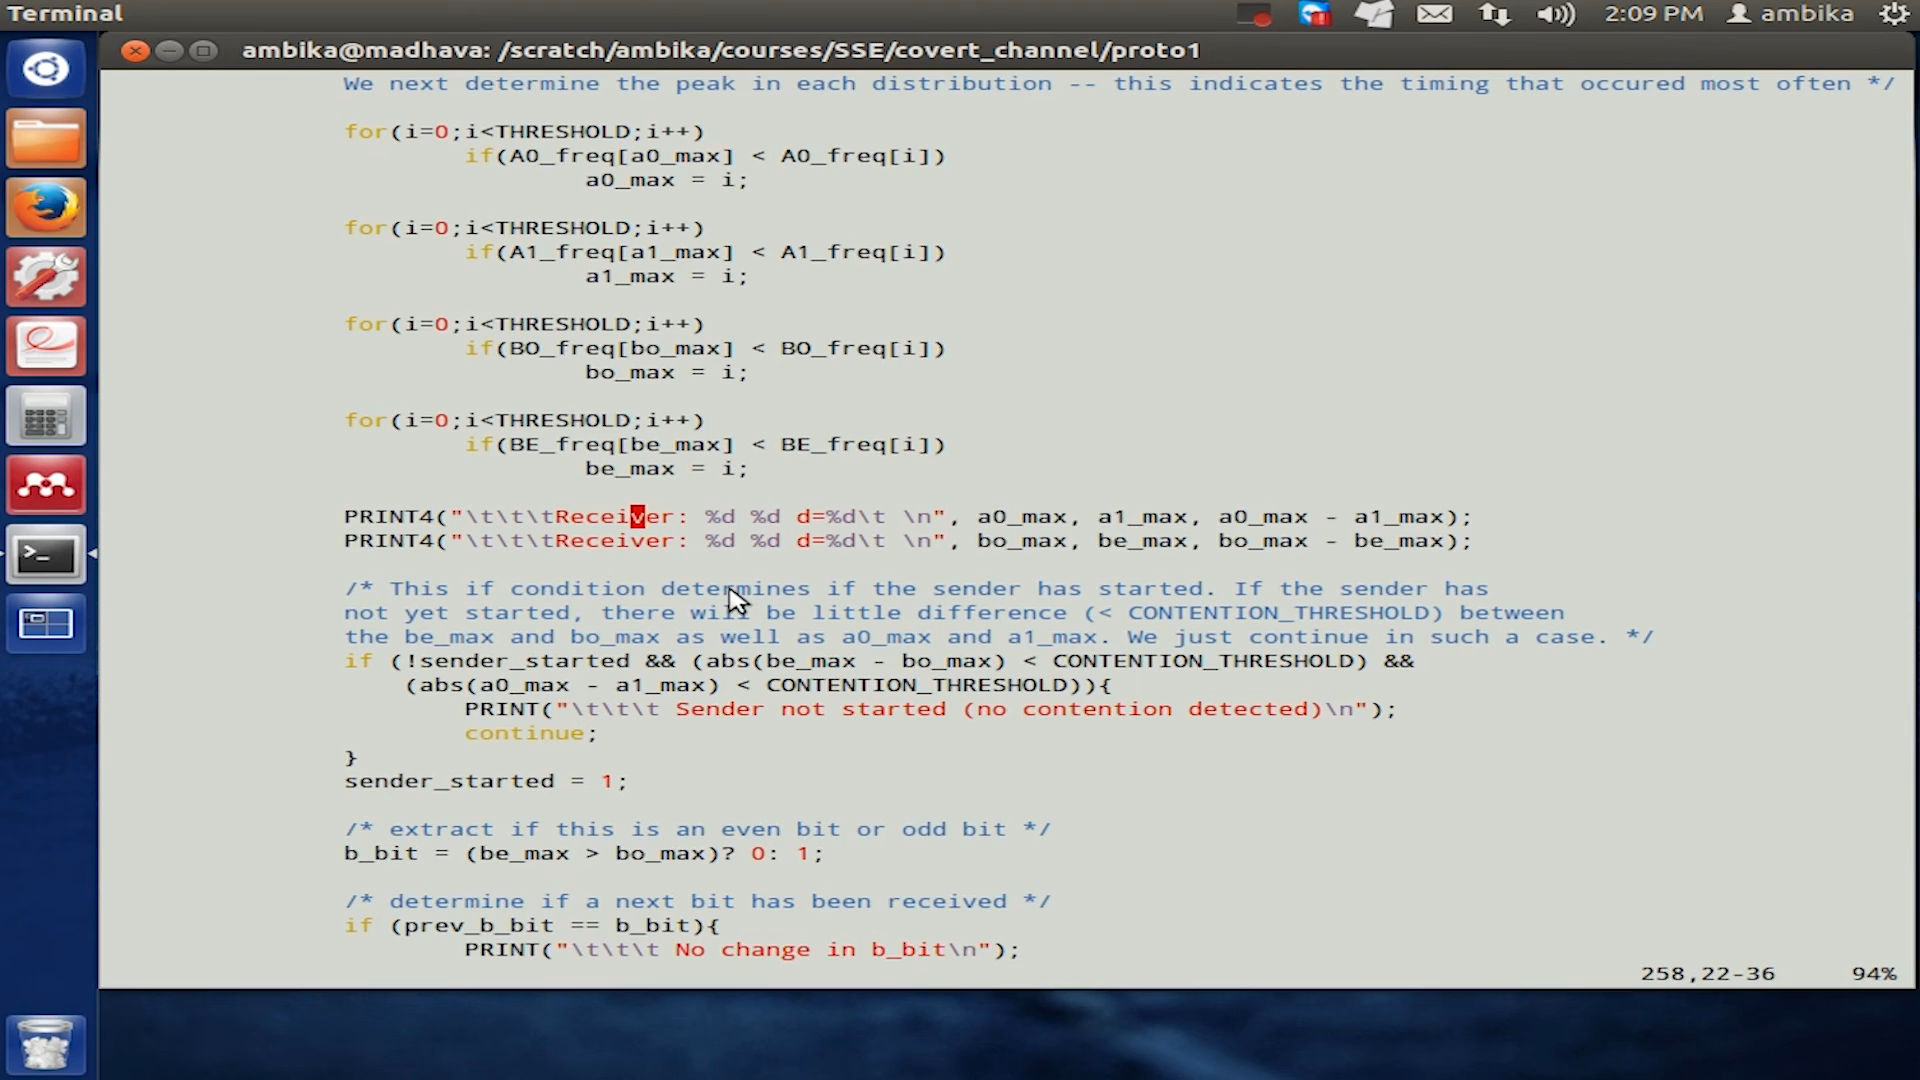 Terminal
2:09 PM
ambika
ambika@madhava: /scratch/ambika/courses/SSE/covert_channel/proto1
We next determine the peak in each distribution -- this indicates the timing that occured most often */
for(i=0;i<THRESHOLD;i++)
if(A0_freq[a0_max] < A0_freq[i])
a0_max = i;
for(i=0;i<THRESHOLD;i++)
if(A1_freq[a1_max] < A1_freq[i])
a1_max = i;
for(i=0;i<THRESHOLD;i++)
if(BO_freq[bo_max] < BO_freq[i])
bo_max = i;
for(i=0;i<THRESHOLD;i++)
if(BE_freq[be_max] < BE_freq[i])
be_max = i;
PRINT4("\t\t\tReceiver: %d %d d=%d\t \n", a0_max, a1_max, a0_max - a1_max);
PRINT4("\t\t\tReceiver: %d %d d=%d\t \n", bo_max, be_max, bo_max - be_max);
/* This if condition determines if the sender has started. If the sender has
not yet started, there will be little difference (< CONTENTION_THRESHOLD) between
the be_max and bo_max as well as a0_max and a1_max. We just continue in such a case. */
if (!sender_started && (abs(be_max - bo_max) < CONTENTION_THRESHOLD) &&
(abs(a0_max - a1_max) < CONTENTION_THRESHOLD)){
PRINT("\t\t\t Sender not started (no contention detected)\n");
continue;
}
sender_started = 1;
/* extract if this is an even bit or odd bit */
b_bit = (be_max > bo_max)? 0: 1;
/* determine if a next bit has been received */
if (prev_b_bit == b_bit){
PRINT("\t\t\t No change in b_bit\n");
258,22-36 94%